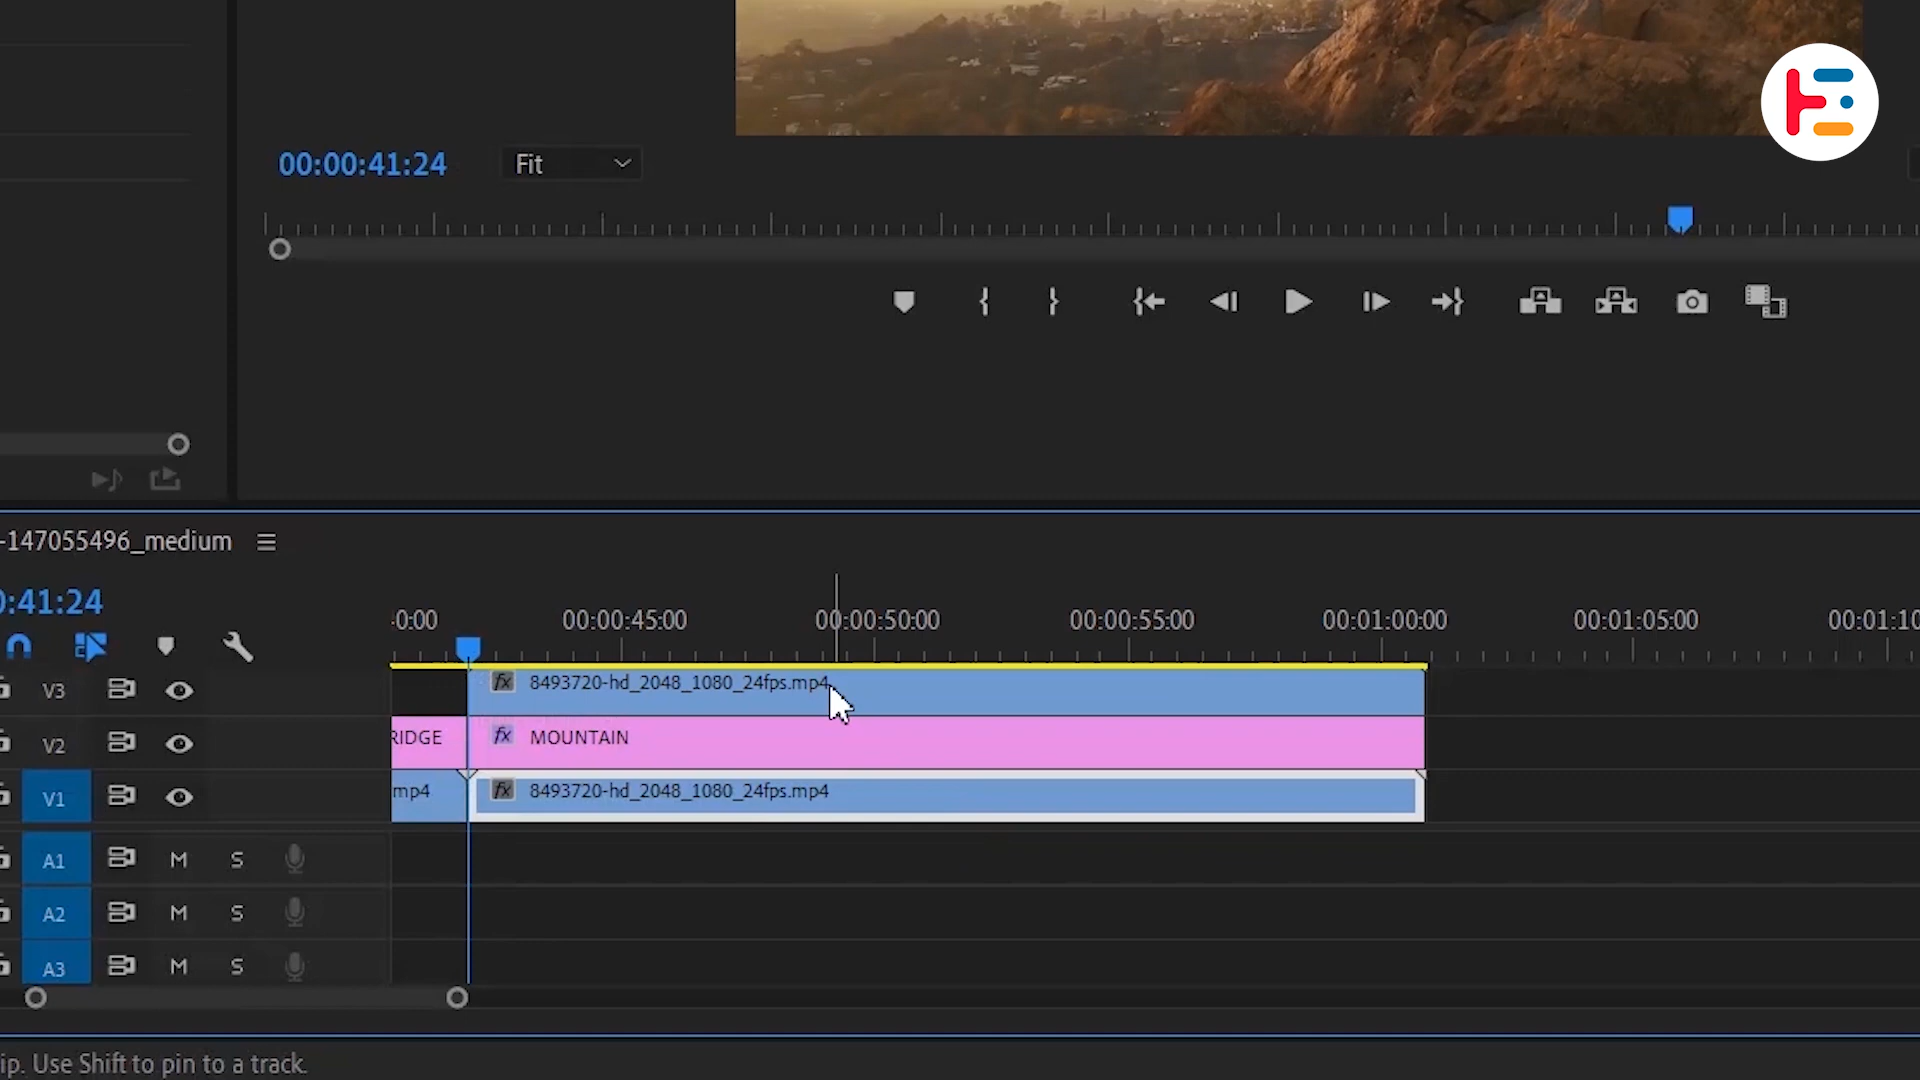 00:00:41:24 Fit
-147055496_medium
0:41:24
0:00 00:00:45:00 00:00:50:00 00:00:55:00 00:01:00:00 00:01:05:00 00:01:10
V3 fx 8493720-hd_2048_1080_24fps.mp4
V2 RIDGE fx MOUNTAIN
V1 mp4 fx 8493720-hd_2048_1080_24fps.mp4
A1 M S
A2 M S
A3 M S
ip. Use Shift to pin to a track.